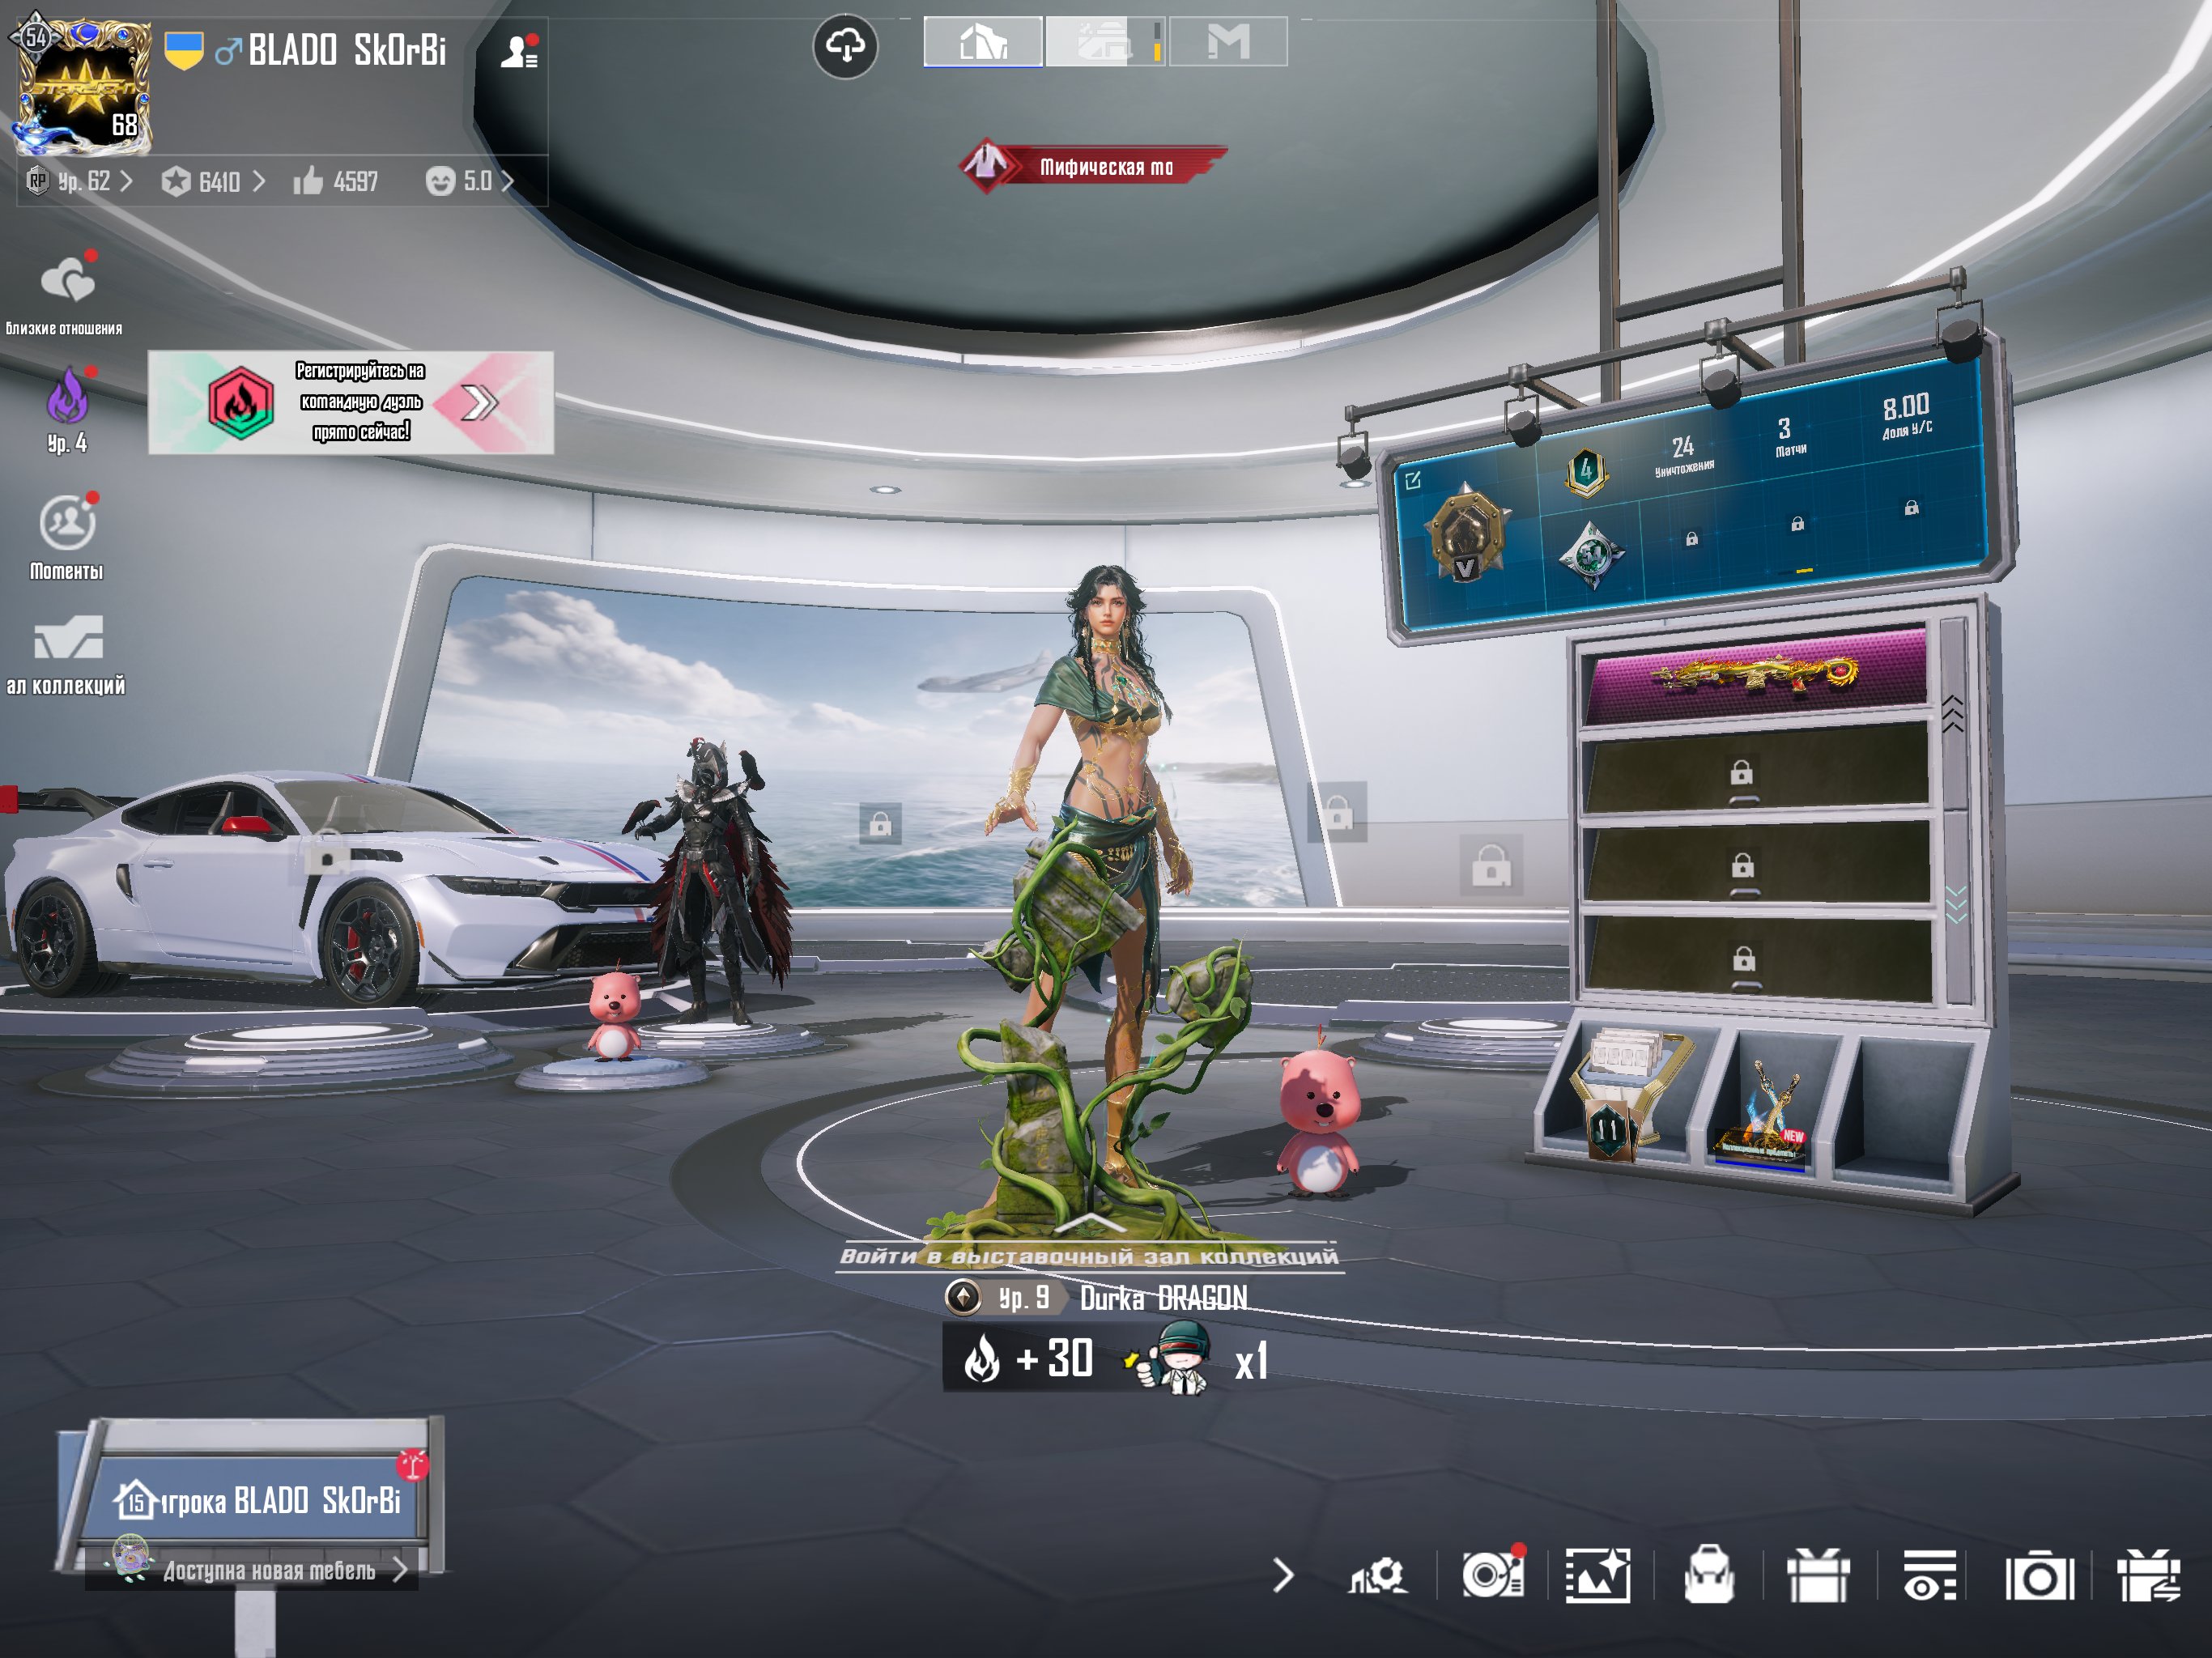 54
STARLIGHT
68
BLADO SkOrBi
RP Ур. 62
6410
4597
5.0
Мифическая мо
Близкие отношения
Ур. 4
Регистрируйтесь на
командную дуэль
прямо сейчас!
Моменты
ал коллекций
4
24
Уничтожения
3
Матчи
8.00
Доля У/С
V
NEW
Войти в выставочный зал коллекций
Ур. 9 Durka DRAGON
+ 30 x1
15 игрока BLADO SkOrBi
Доступна новая мебель